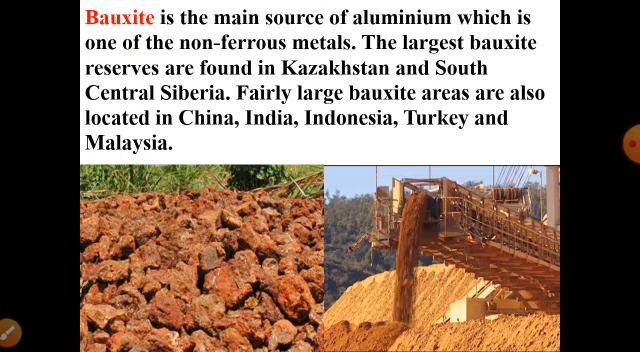 Bauxite is the main source of aluminium which is
one of the non-ferrous metals. The largest bauxite
reserves are found in Kazakhstan and South
Central Siberia. Fairly large bauxite areas are also
located in China, India, Indonesia, Turkey and
Malaysia.